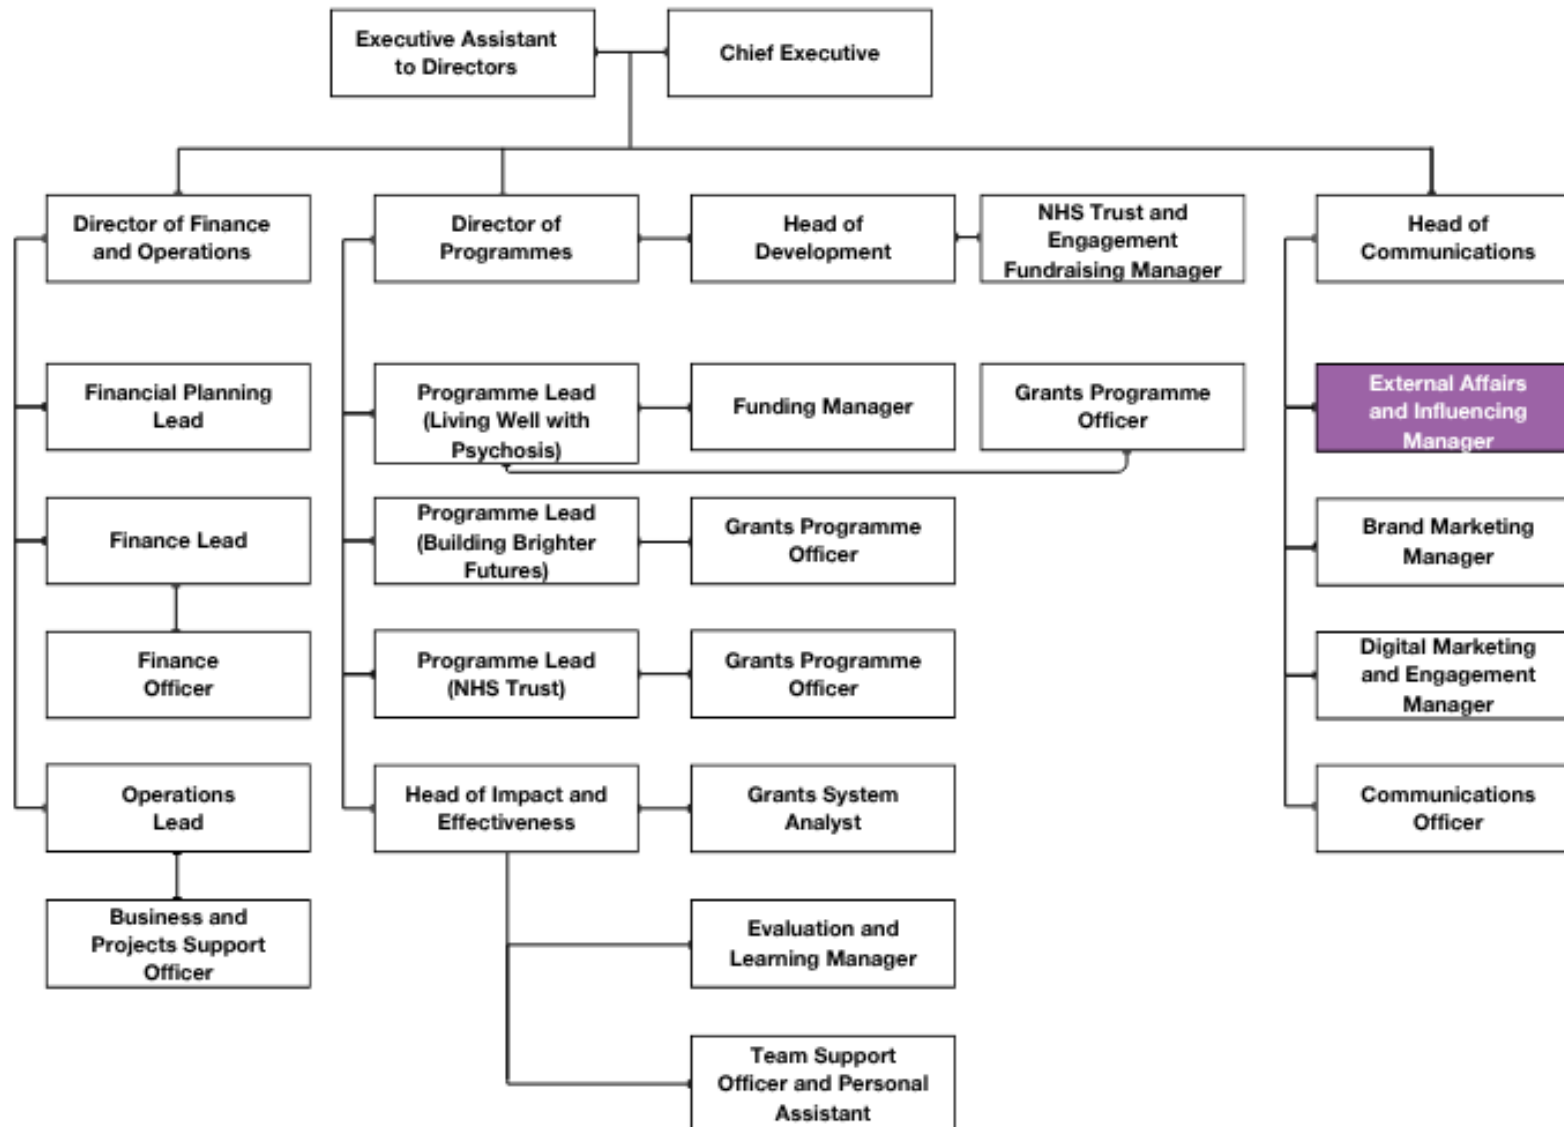 Executive Assistant
to Directors
Chief Executive
Director of Finance
and Operations
Director of
Programmes
Head of
Development
NHS Trust and
Engagement
Fundraising Manager
Head of
Communications
Financial Planning
Lead
Programme Lead
(Living Well with
Psychosis)
Funding Manager
Grants Programme
Officer
External Affairs
and Influencing
Manager
Finance Lead
Programme Lead
(Building Brighter
Futures)
Grants Programme
Officer
Brand Marketing
Manager
Finance
Officer
Programme Lead
(NHS Trust)
Grants Programme
Officer
Digital Marketing
and Engagement
Manager
Operations
Lead
Head of Impact and
Effectiveness
Grants System
Analyst
Communications
Officer
Business and
Projects Support
Officer
Evaluation and
Learning Manager
Team Support
Officer and Personal
Assistant